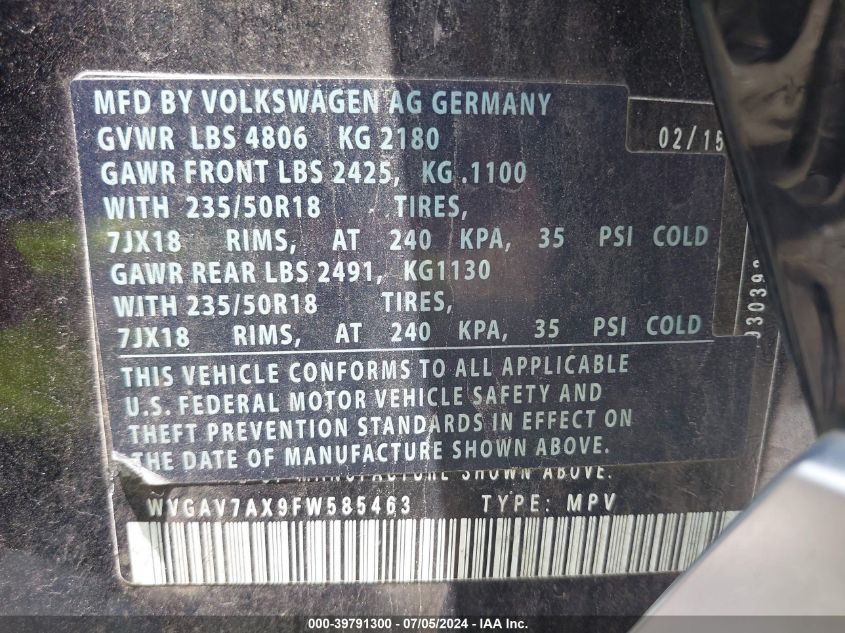 MFD BY VOLKSWAGEN AG GERMANY
GVWR LBS 4806 KG 2180 02/15
GAWR FRONT LBS 2425, KG .1100
WITH 235/50R18 TIRES,
7JX18 RIMS, AT 240 KPA, 35 PSI COLD
GAWR REAR LBS 2491, KG1130
WITH 235/50R18 TIRES,
7JX18 RIMS, AT 240 KPA, 35 PSI COLD
THIS VEHICLE CONFORMS TO ALL APPLICABLE
U.S. FEDERAL MOTOR VEHICLE SAFETY AND
THEFT PREVENTION STANDARDS IN EFFECT ON
THE DATE OF MANUFACTURE SHOWN ABOVE.
OF MANUFACTURE SHOWN ABOVE.
WVGAV7AX9FW585463 TYPE: MPV
000-39791300 - 07/05/2024 - IAA Inc.